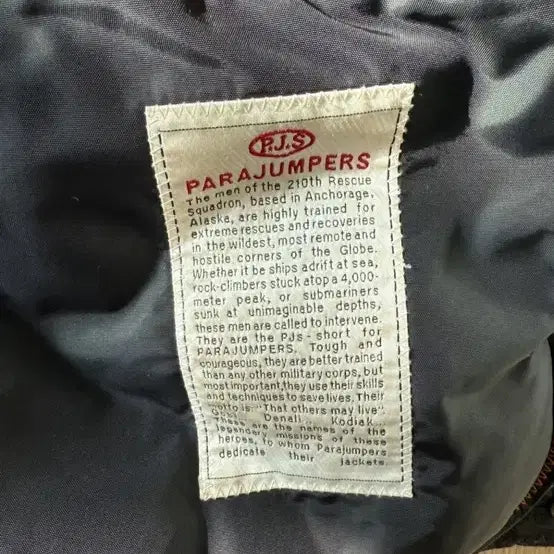 P.J.S
PARAJUMPERS
The men of the 210th Rescue
Squadron, based in Anchorage,
Alaska, are highly trained for
extreme rescues and recoveries
in the wildest, most remote and
hostile corners of the Globe.
Whether it be ships adrift at sea,
rock-climbers stuck atop a 4,000-
meter peak, or submariners
sunk at unimaginable depths,
these men are called to intervene.
They are the PJs - short for
PARAJUMPERS. Tough and
courageous, they are better trained
than any other military corps, but
most important, they use their skills
and techniques to save lives. Their
motto is "That others may live"
Denali, Kodiak
These are the names of the
legendary missions of these
heroes, to whom Parajumpers
dedicate their jackets